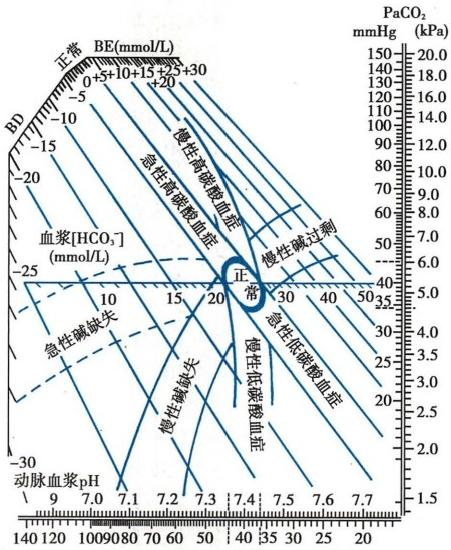 PaCO₂
mmHg (kPa)
正常 BE(mmol/L)
0 +5 +10 +15 +20 +25 +30
BD
-5
-10
-15
-20
-25
-30
150
140
130
120
110
100
90
80
70
60
50
40
35
30
25
20
20.0
18.0
16.0
14.0
12.0
10.0
9.0
8.0
7.0
6.0
5.0
4.0
3.5
3.0
2.5
2.0
1.5
慢性高碳酸血症
急性高碳酸血症
慢性碱过剩
血浆[HCO₃⁻]
(mmol/L)
正常
10 15 20 30 40 50
急性碱缺失
慢性碱缺失
慢性低碳酸血症
急性低碳酸血症
动脉血浆pH
9 7.0 7.1 7.2 7.3 7.4 7.5 7.6 7.7
140 120 100 90 80 70 60 50 40 35 30 25 20